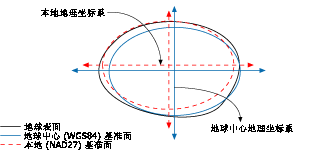 本地地理坐标系
地球中心地理坐标系
地球表面
地球中心 (WGS84) 基准面
本地 (NAD27) 基准面